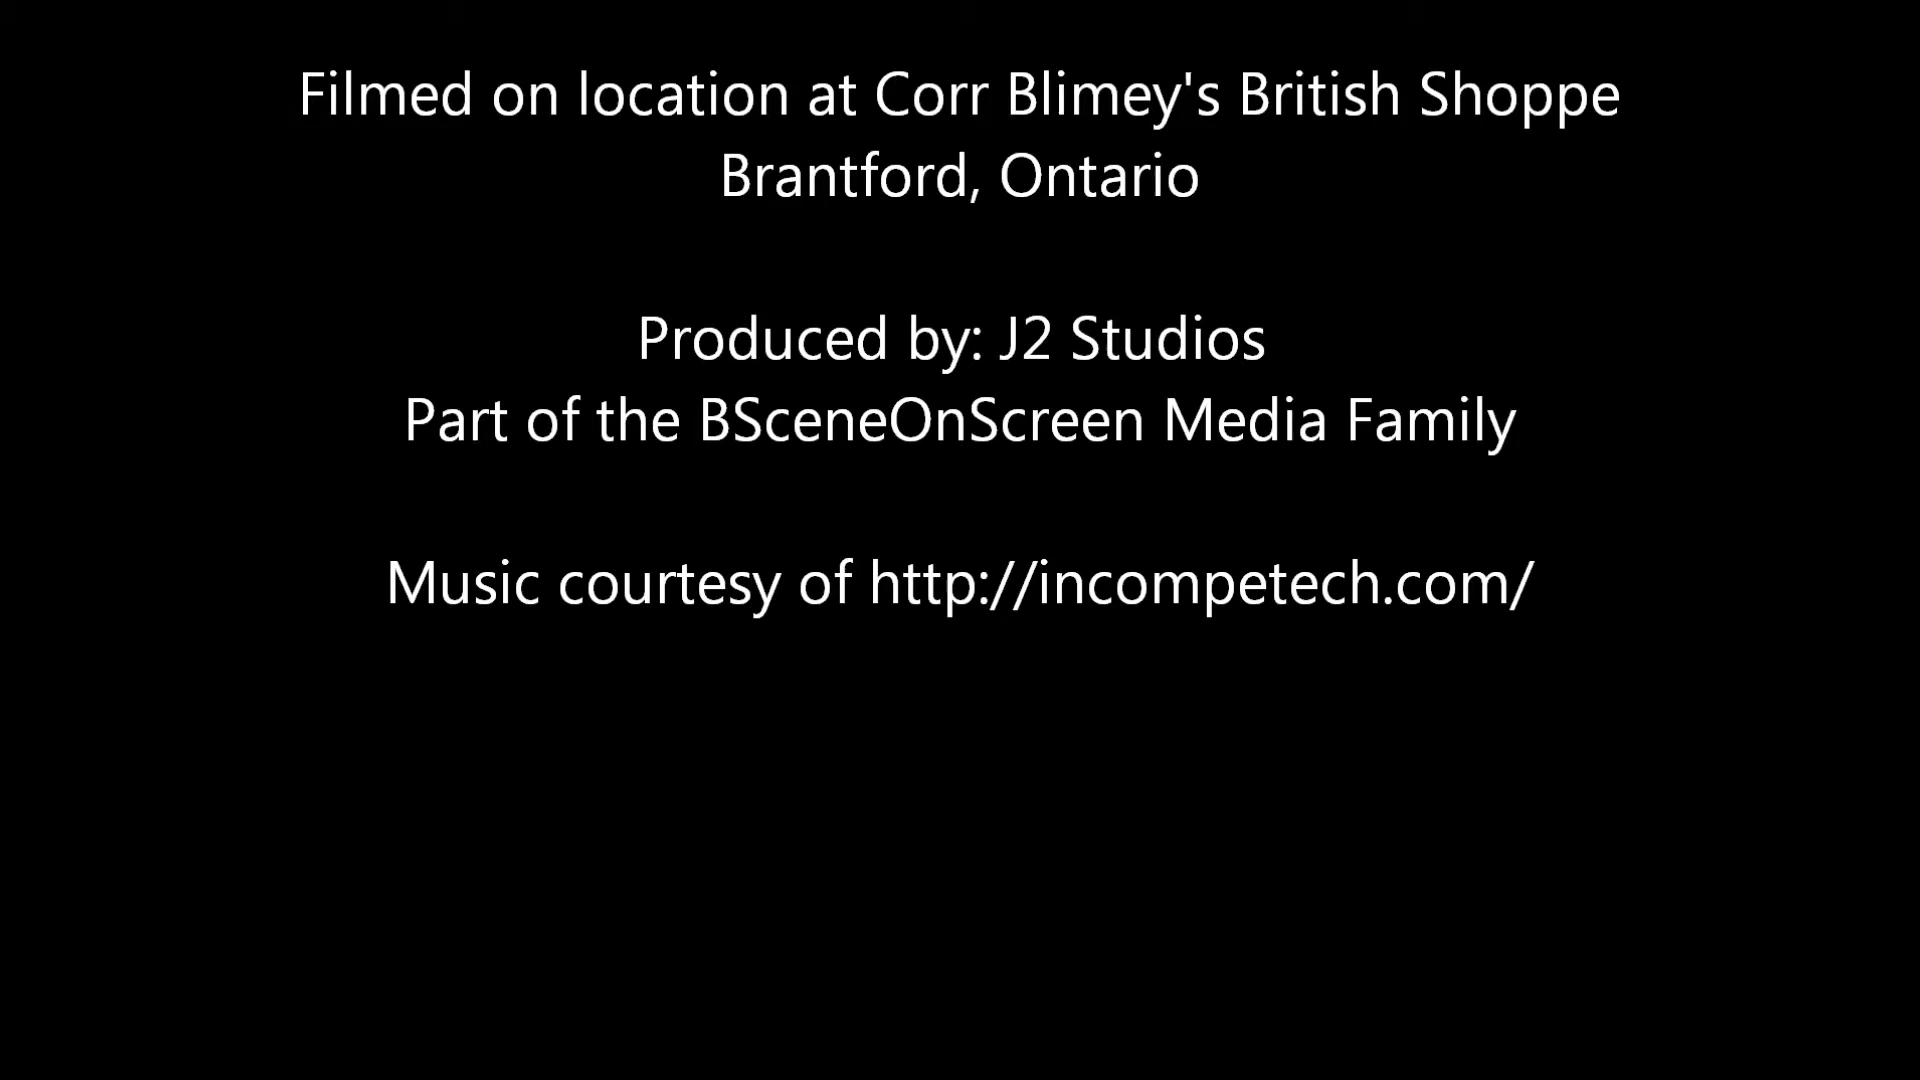 Filmed on location at Corr Blimey's British Shoppe
Brantford, Ontario
Produced by: J2 Studios
Part of the BSceneOnScreen Media Family
Music courtesy of http://incompetech.com/